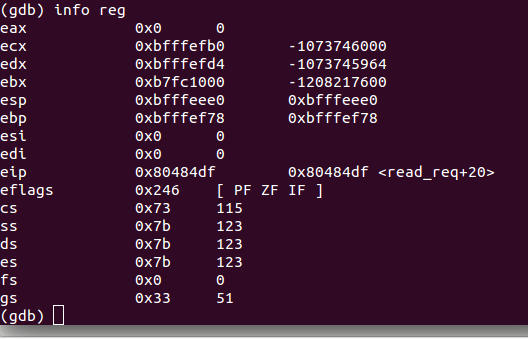 (gdb) info reg
eax 0x0 0
ecx 0xbfffefb0 -1073746000
edx 0xbfffefd4 -1073745964
ebx 0xb7fc1000 -1208217600
esp 0xbfffeee0 0xbfffeee0
ebp 0xbfffef78 0xbfffef78
esi 0x0 0
edi 0x0 0
eip 0x80484df 0x80484df <read_req+20>
eflags 0x246 [ PF ZF IF ]
cs 0x73 115
ss 0x7b 123
ds 0x7b 123
es 0x7b 123
fs 0x0 0
gs 0x33 51
(gdb)